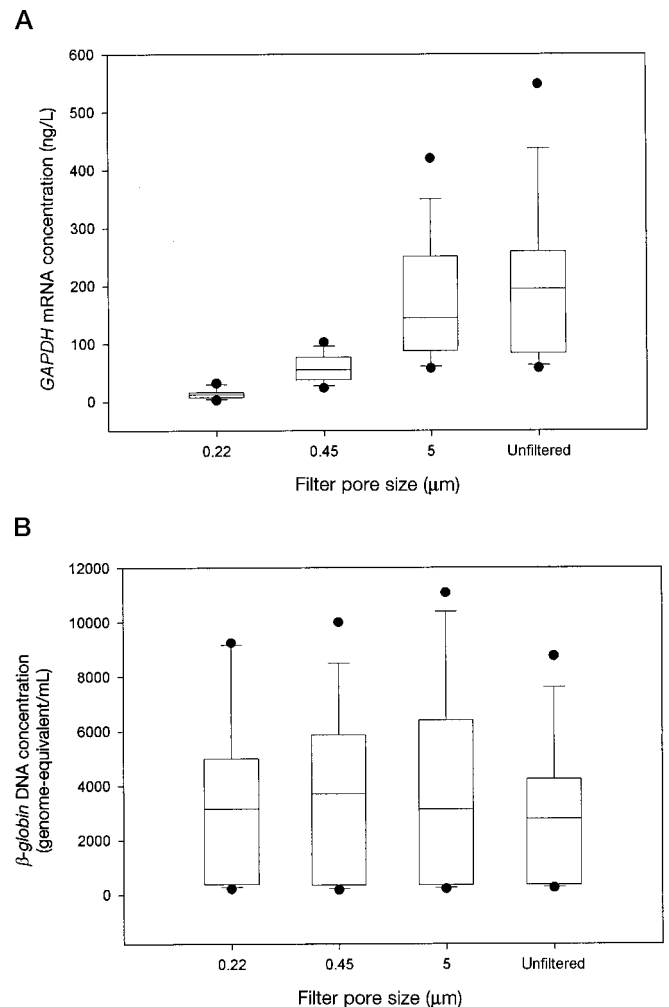 A
GAPDH mRNA concentration (ng/L)
600
500
400
300
200
100
0
0.22 0.45 5 Unfiltered
Filter pore size (μm)
B
β-globin DNA concentration
(genome-equivalent/mL)
12000
10000
8000
6000
4000
2000
0
0.22 0.45 5 Unfiltered
Filter pore size (μm)